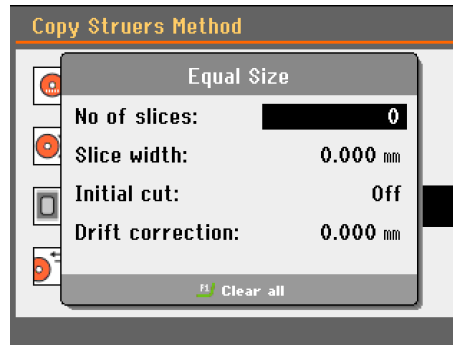 Copy Struers Method
Equal Size
No of slices: 0
Slice width: 0.000 mm
Initial cut: Off
Drift correction: 0.000 mm
F1 Clear all